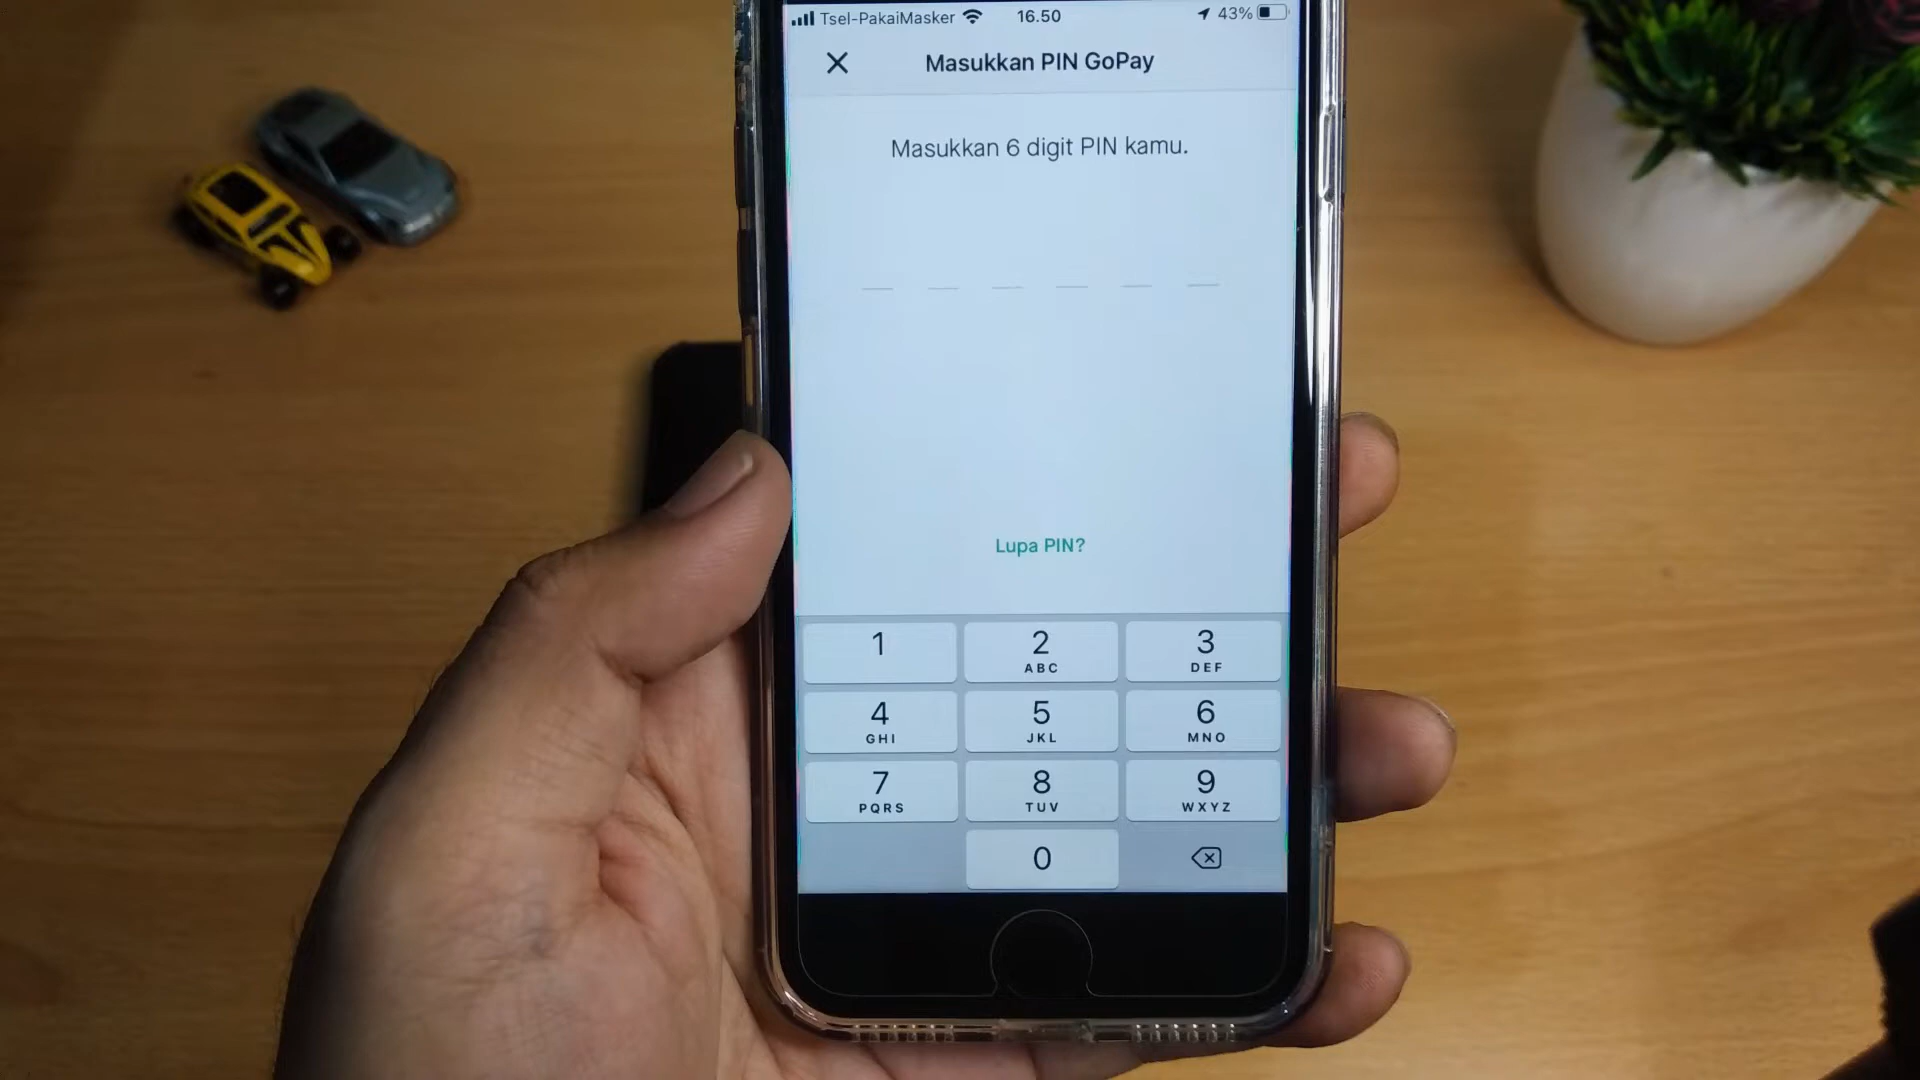 Tsel-PakaiMasker 16.50 43%
Masukkan PIN GoPay
Masukkan 6 digit PIN kamu.
Lupa PIN?
1 2 3
ABC DEF
4 5 6
GHI JKL MNO
7 8 9
PQRS TUV WXYZ
0